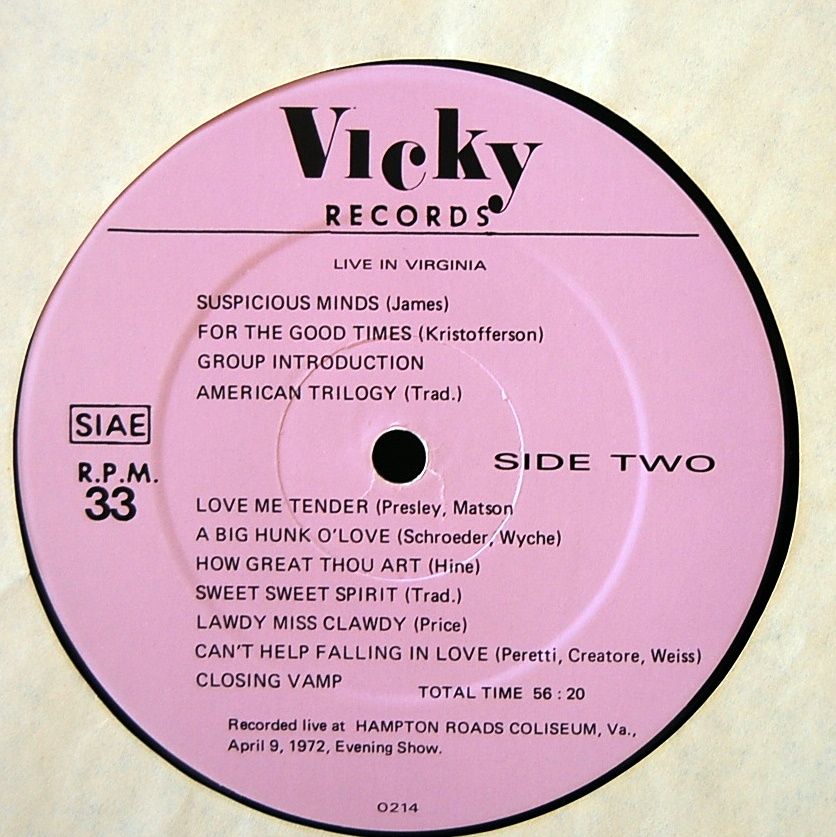 Vicky
RECORDS
LIVE IN VIRGINIA
SUSPICIOUS MINDS (James)
FOR THE GOOD TIMES (Kristofferson)
GROUP INTRODUCTION
AMERICAN TRILOGY (Trad.)
SIAE
R.P.M.
33
SIDE TWO
LOVE ME TENDER (Presley, Matson
A BIG HUNK O'LOVE (Schroeder, Wyche)
HOW GREAT THOU ART (Hine)
SWEET SWEET SPIRIT (Trad.)
LAWDY MISS CLAWDY (Price)
CAN'T HELP FALLING IN LOVE (Peretti, Creatore, Weiss)
CLOSING VAMP
TOTAL TIME 56 : 20
Recorded live at HAMPTON ROADS COLISEUM, Va.,
April 9, 1972, Evening Show.
0214